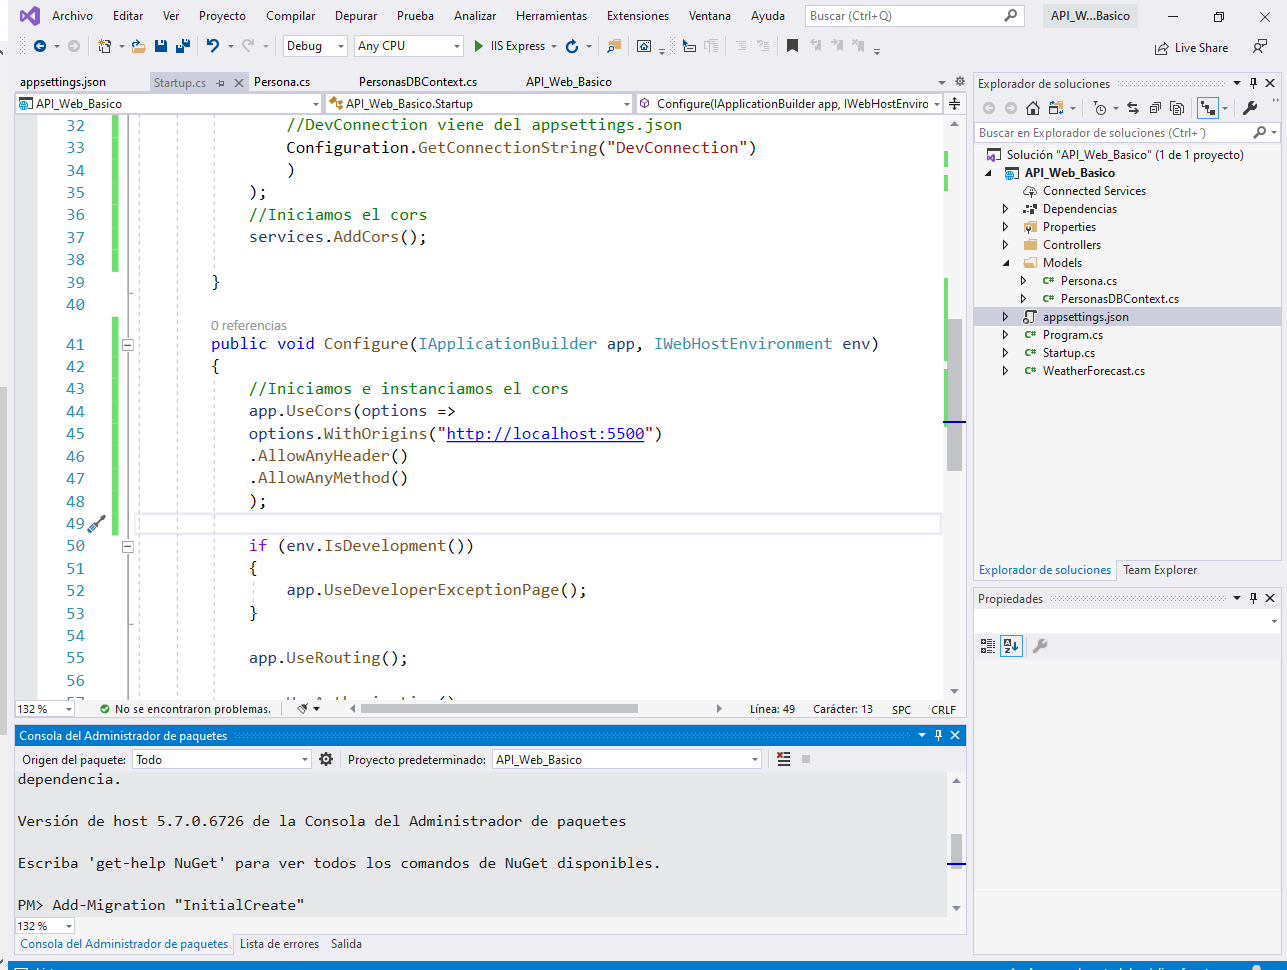 Archivo Editar Ver Proyecto Compilar Depurar Prueba Analizar Herramientas Extensiones Ventana Ayuda Buscar (Ctrl+Q) API_W...Basico
Debug Any CPU IIS Express Live Share
appsettings.json Startup.cs Persona.cs PersonasDBContext.cs API_Web_Basico
API_Web_Basico API_Web_Basico.Startup Configure(IApplicationBuilder app, IWebHostEnviro
32 //DevConnection viene del appsettings.json
33 Configuration.GetConnectionString("DevConnection")
34 )
35 );
36 //Iniciamos el cors
37 services.AddCors();
38
39 }
40
0 referencias
41 public void Configure(IApplicationBuilder app, IWebHostEnvironment env)
42 {
43 //Iniciamos e instanciamos el cors
44 app.UseCors(options =>
45 options.WithOrigins("http://localhost:5500")
46 .AllowAnyHeader()
47 .AllowAnyMethod()
48 );
49
50 if (env.IsDevelopment())
51 {
52 app.UseDeveloperExceptionPage();
53 }
54
55 app.UseRouting();
56
132 % No se encontraron problemas. Línea: 49 Carácter: 13 SPC CRLF
Consola del Administrador de paquetes
Origen del paquete: Todo Proyecto predeterminado: API_Web_Basico
dependencia.
Versión de host 5.7.0.6726 de la Consola del Administrador de paquetes
Escriba 'get-help NuGet' para ver todos los comandos de NuGet disponibles.
PM> Add-Migration "InitialCreate"
132 %
Consola del Administrador de paquetes Lista de errores Salida
Explorador de soluciones
Buscar en Explorador de soluciones (Ctrl+´)
Solución "API_Web_Basico" (1 de 1 proyecto)
API_Web_Basico
Connected Services
Dependencias
Properties
Controllers
Models
C# Persona.cs
C# PersonasDBContext.cs
appsettings.json
C# Program.cs
C# Startup.cs
C# WeatherForecast.cs
Explorador de soluciones Team Explorer
Propiedades